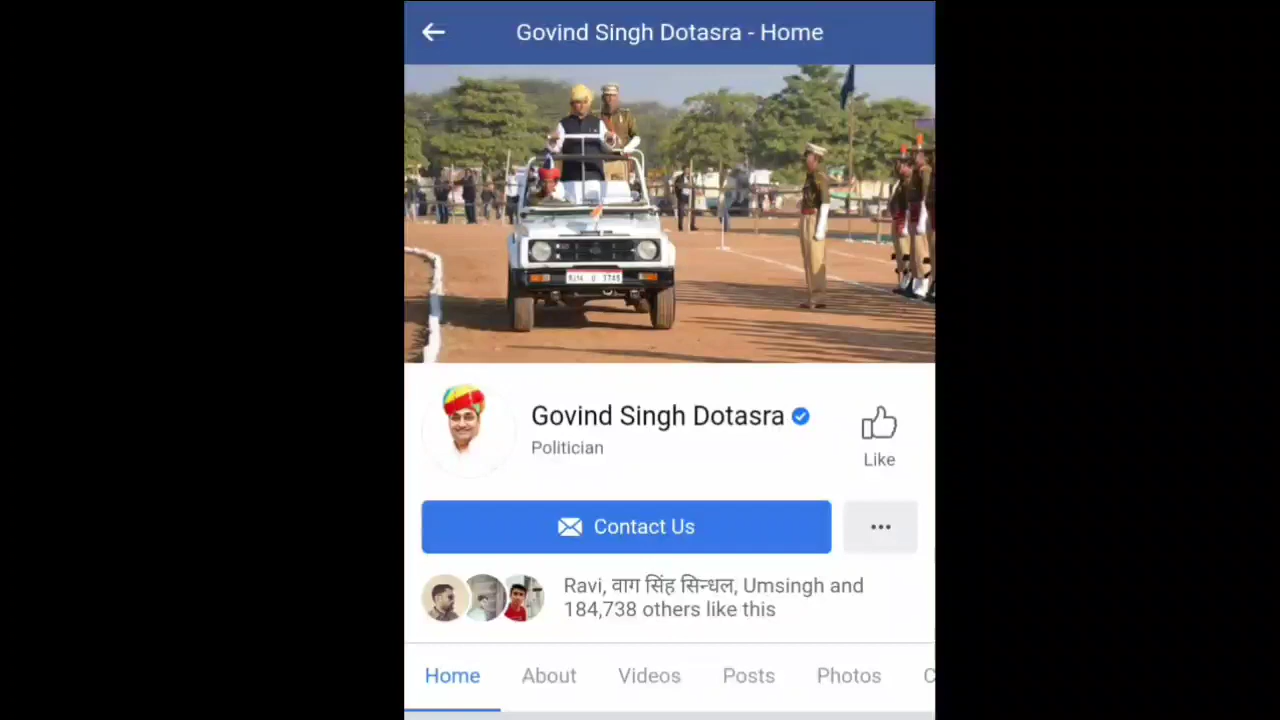 Govind Singh Dotasra - Home
Govind Singh Dotasra
Politician
Like
Contact Us
Ravi, वाग सिंह सिन्धल, Umsingh and
184,738 others like this
Home About Videos Posts Photos